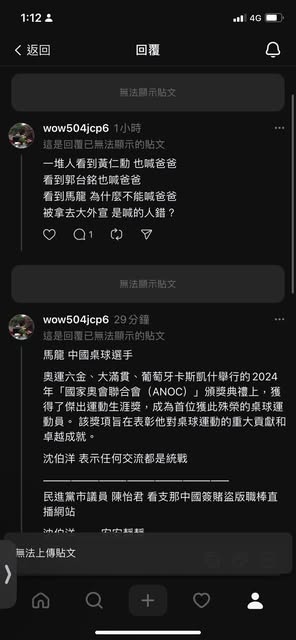 1:12
4G
返回
回覆
無法顯示貼文
wow504jcp6 1小時
這是回覆已無法顯示的貼文
一堆人看到黃仁勳 也喊爸爸
看到郭台銘也喊爸爸
看到馬龍 為什麼不能喊爸爸
被拿去大外宣 是喊的人錯？
1
無法顯示貼文
wow504jcp6 29分鐘
這是回覆已無法顯示的貼文
馬龍 中國桌球選手
奧運六金、大滿貫、葡萄牙卡斯凱什舉行的2024
年「國家奧會聯合會（ANOC）」頒獎典禮上，獲
得了傑出運動生涯獎，成為首位獲此殊榮的桌球運
動員。 該獎項旨在表彰他對桌球運動的重大貢獻和
卓越成就。
沈伯洋 表示任何交流都是統戰
民進黨市議員 陳怡君 看支那中國簽賭盜版職棒直
播網站
沈伯洋 安安靜靜
無法上傳貼文